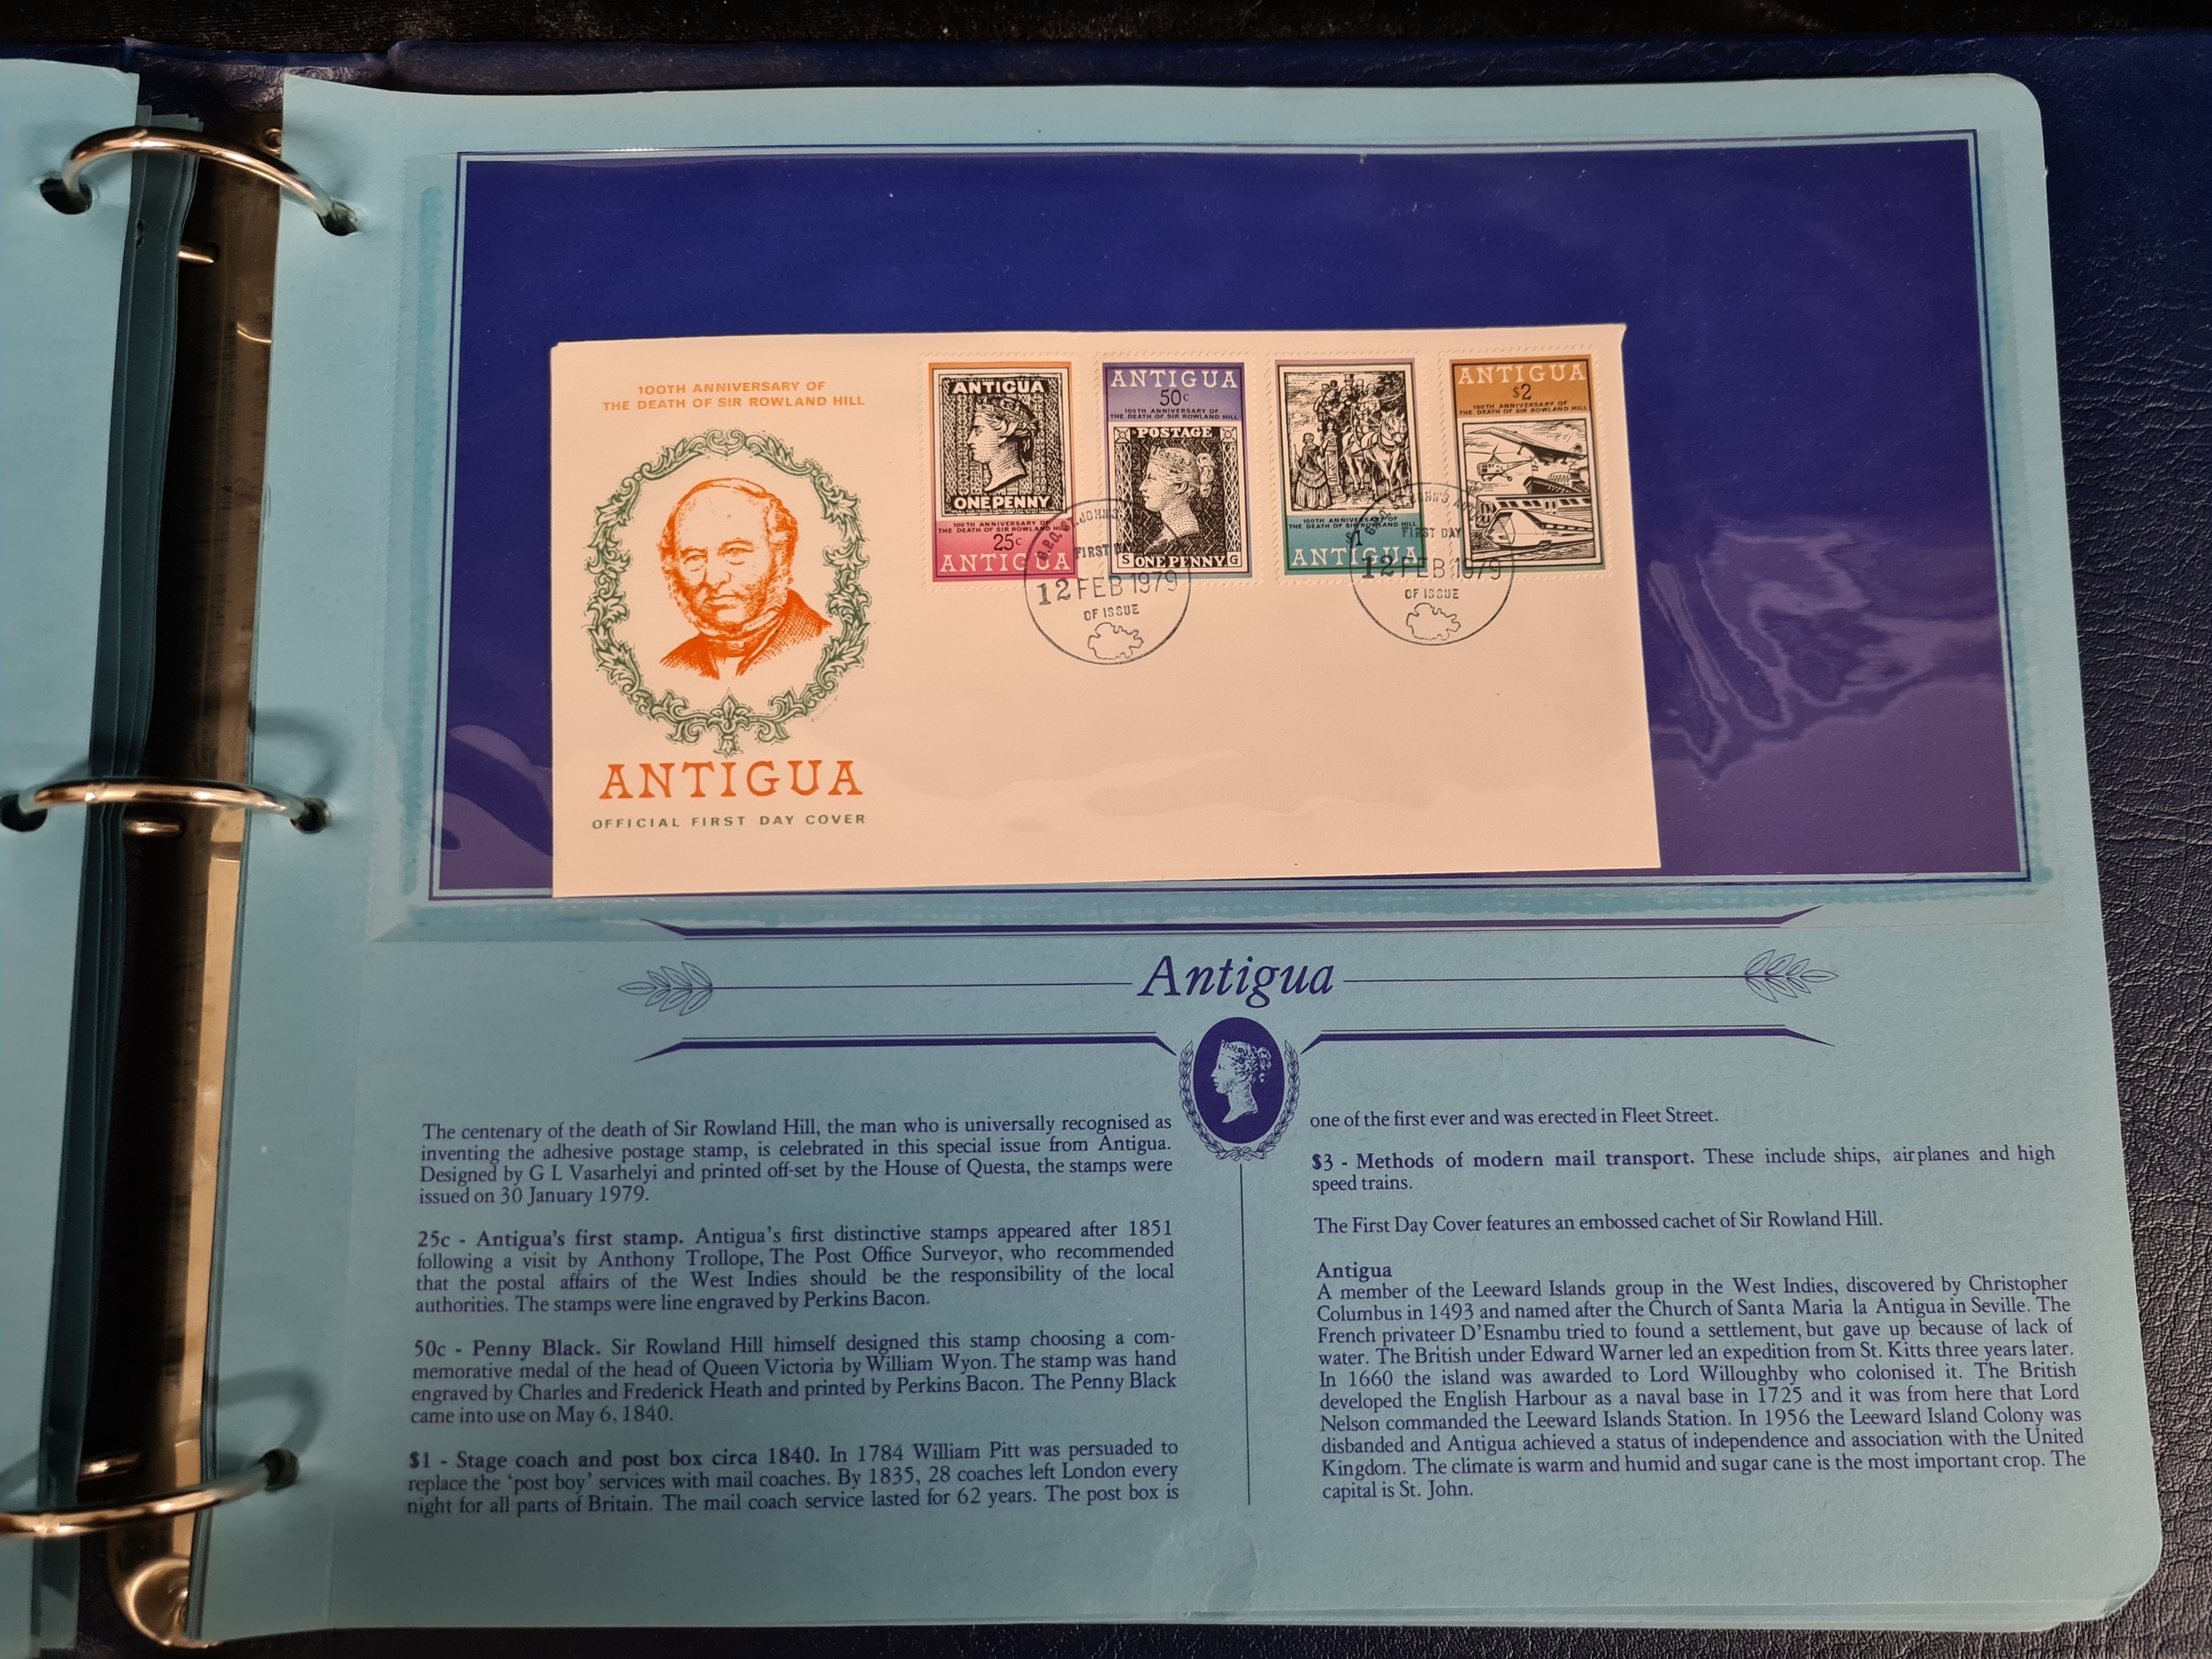 100TH ANNIVERSARY OF
THE DEATH OF SIR ROWLAND HILL
ANTIGUA
OFFICIAL FIRST DAY COVER
ANTIGUA
ONE PENNY
100TH ANNIVERSARY OF
THE DEATH OF SIR ROWLAND HILL
25c
ANTIGUA
ANTIGUA
50c
100TH ANNIVERSARY OF
THE DEATH OF SIR ROWLAND HILL
POSTAGE
S ONE PENNY G
100TH ANNIVERSARY OF
THE DEATH OF SIR ROWLAND HILL
$1
ANTIGUA
ANTIGUA
$2
100TH ANNIVERSARY OF
THE DEATH OF SIR ROWLAND HILL
G.P.O. ST. JOHN'S
FIRST DAY
12 FEB 1979
OF ISSUE
ST. JOHN'S
FIRST DAY
12 FEB 1979
OF ISSUE
Antigua
The centenary of the death of Sir Rowland Hill, the man who is universally recognised as
inventing the adhesive postage stamp, is celebrated in this special issue from Antigua.
Designed by G L Vasarhelyi and printed off-set by the House of Questa, the stamps were
issued on 30 January 1979.
25c - Antigua's first stamp. Antigua's first distinctive stamps appeared after 1851
following a visit by Anthony Trollope, The Post Office Surveyor, who recommended
that the postal affairs of the West Indies should be the responsibility of the local
authorities. The stamps were line engraved by Perkins Bacon.
50c - Penny Black. Sir Rowland Hill himself designed this stamp choosing a com-
memorative medal of the head of Queen Victoria by William Wyon. The stamp was hand
engraved by Charles and Frederick Heath and printed by Perkins Bacon. The Penny Black
came into use on May 6, 1840.
$1 - Stage coach and post box circa 1840. In 1784 William Pitt was persuaded to
replace the 'post boy' services with mail coaches. By 1835, 28 coaches left London every
night for all parts of Britain. The mail coach service lasted for 62 years. The post box is
one of the first ever and was erected in Fleet Street.
$3 - Methods of modern mail transport. These include ships, airplanes and high
speed trains.
The First Day Cover features an embossed cachet of Sir Rowland Hill.
Antigua
A member of the Leeward Islands group in the West Indies, discovered by Christopher
Columbus in 1493 and named after the Church of Santa Maria la Antigua in Seville. The
French privateer D'Esnambu tried to found a settlement, but gave up because of lack of
water. The British under Edward Warner led an expedition from St. Kitts three years later.
In 1660 the island was awarded to Lord Willoughby who colonised it. The British
developed the English Harbour as a naval base in 1725 and it was from here that Lord
Nelson commanded the Leeward Islands Station. In 1956 the Leeward Island Colony was
disbanded and Antigua achieved a status of independence and association with the United
Kingdom. The climate is warm and humid and sugar cane is the most important crop. The
capital is St. John.